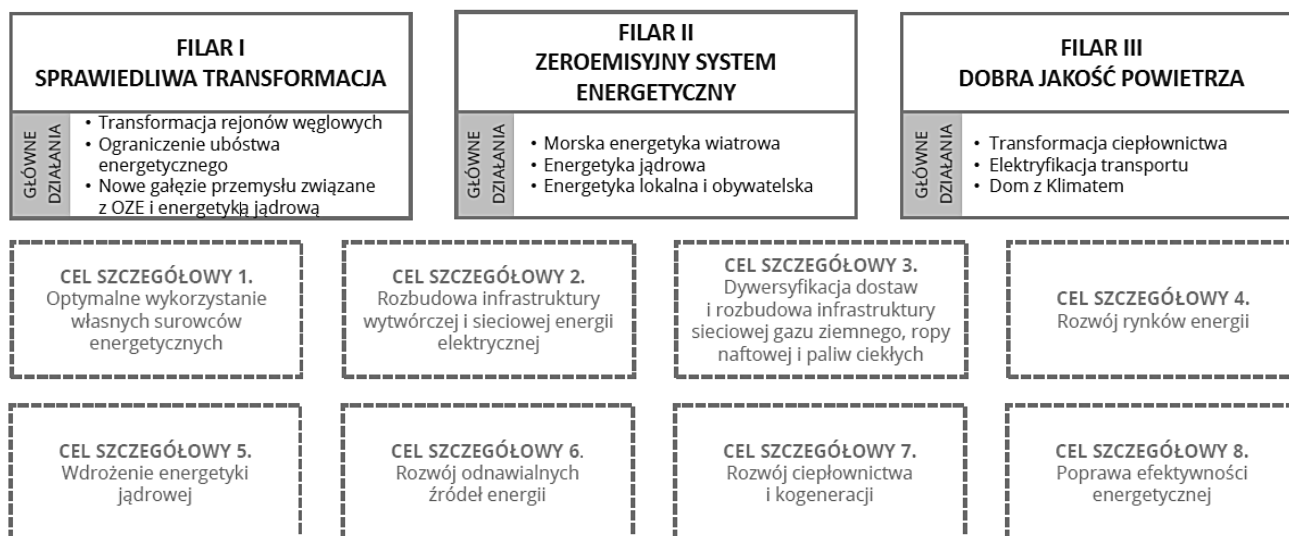 FILAR I
SPRAWIEDLIWA TRANSFORMACJA
GŁÓWNE
DZIAŁANIA
• Transformacja rejonów węglowych
• Ograniczenie ubóstwa
energetycznego
• Nowe gałęzie przemysłu związane
z OZE i energetyką jądrową
FILAR II
ZEROEMISYJNY SYSTEM
ENERGETYCZNY
GŁÓWNE
DZIAŁANIA
• Morska energetyka wiatrowa
• Energetyka jądrowa
• Energetyka lokalna i obywatelska
FILAR III
DOBRA JAKOŚĆ POWIETRZA
GŁÓWNE
DZIAŁANIA
• Transformacja ciepłownictwa
• Elektryfikacja transportu
• Dom z Klimatem
CEL SZCZEGÓŁOWY 1.
Optymalne wykorzystanie
własnych surowców
energetycznych
CEL SZCZEGÓŁOWY 2.
Rozbudowa infrastruktury
wytwórczej i sieciowej energii
elektrycznej
CEL SZCZEGÓŁOWY 3.
Dywersyfikacja dostaw
i rozbudowa infrastruktury
sieciowej gazu ziemnego, ropy
naftowej i paliw ciekłych
CEL SZCZEGÓŁOWY 4.
Rozwój rynków energii
CEL SZCZEGÓŁOWY 5.
Wdrożenie energetyki
jądrowej
CEL SZCZEGÓŁOWY 6.
Rozwój odnawialnych
źródeł energii
CEL SZCZEGÓŁOWY 7.
Rozwój ciepłownictwa
i kogeneracji
CEL SZCZEGÓŁOWY 8.
Poprawa efektywności
energetycznej